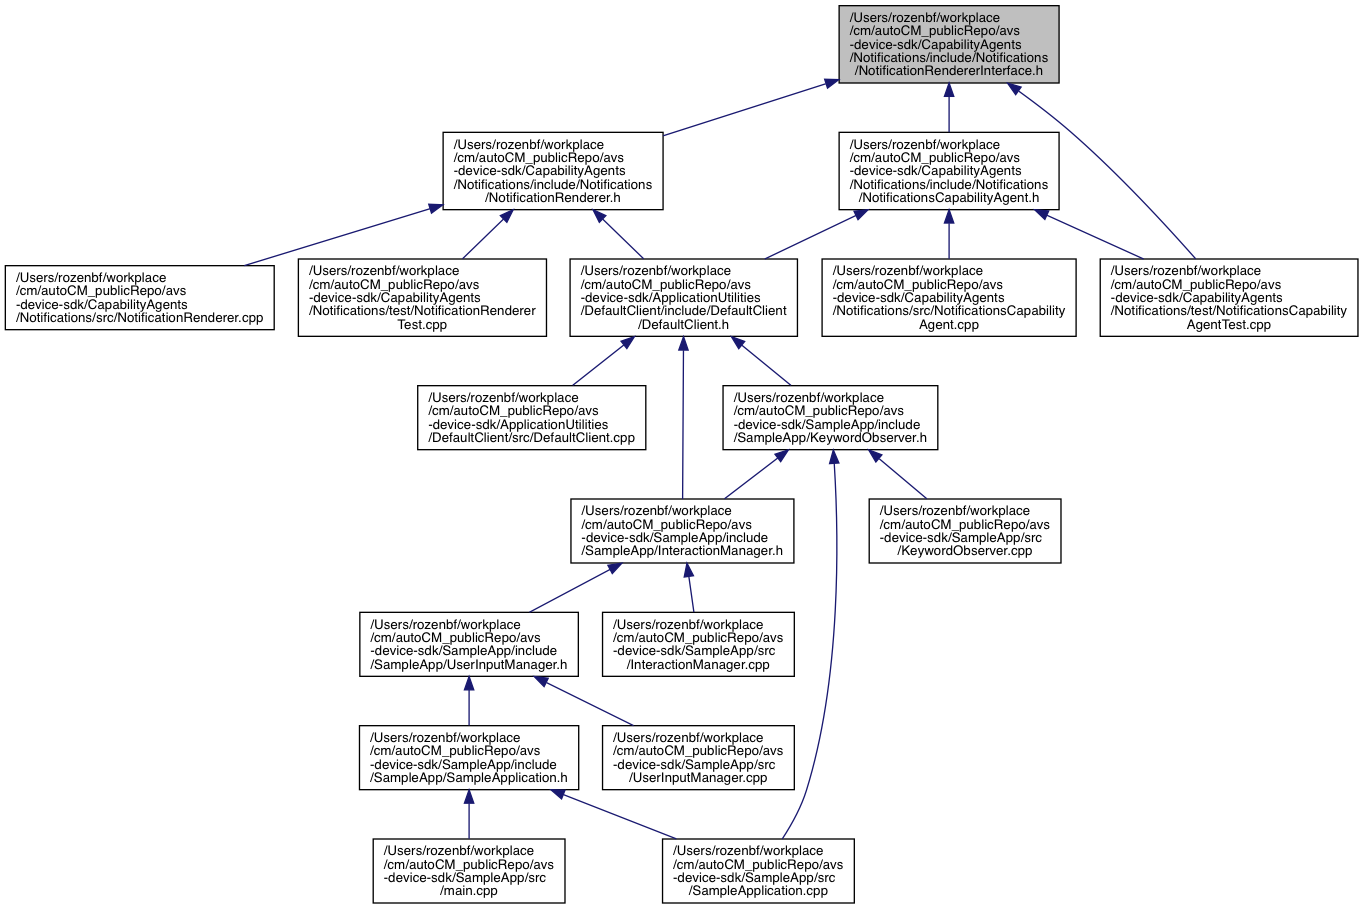 /Users/rozenbf/workplace
/cm/autoCM_publicRepo/avs
-device-sdk/CapabilityAgents
/Notifications/include/Notifications
/NotificationRendererInterface.h
/Users/rozenbf/workplace
/cm/autoCM_publicRepo/avs
-device-sdk/CapabilityAgents
/Notifications/include/Notifications
/NotificationRenderer.h
/Users/rozenbf/workplace
/cm/autoCM_publicRepo/avs
-device-sdk/CapabilityAgents
/Notifications/include/Notifications
/NotificationsCapabilityAgent.h
/Users/rozenbf/workplace
/cm/autoCM_publicRepo/avs
-device-sdk/CapabilityAgents
/Notifications/src/NotificationRenderer.cpp
/Users/rozenbf/workplace
/cm/autoCM_publicRepo/avs
-device-sdk/CapabilityAgents
/Notifications/test/NotificationRenderer
Test.cpp
/Users/rozenbf/workplace
/cm/autoCM_publicRepo/avs
-device-sdk/ApplicationUtilities
/DefaultClient/include/DefaultClient
/DefaultClient.h
/Users/rozenbf/workplace
/cm/autoCM_publicRepo/avs
-device-sdk/CapabilityAgents
/Notifications/src/NotificationsCapability
Agent.cpp
/Users/rozenbf/workplace
/cm/autoCM_publicRepo/avs
-device-sdk/CapabilityAgents
/Notifications/test/NotificationsCapability
AgentTest.cpp
/Users/rozenbf/workplace
/cm/autoCM_publicRepo/avs
-device-sdk/ApplicationUtilities
/DefaultClient/src/DefaultClient.cpp
/Users/rozenbf/workplace
/cm/autoCM_publicRepo/avs
-device-sdk/SampleApp/include
/SampleApp/KeywordObserver.h
/Users/rozenbf/workplace
/cm/autoCM_publicRepo/avs
-device-sdk/SampleApp/include
/SampleApp/InteractionManager.h
/Users/rozenbf/workplace
/cm/autoCM_publicRepo/avs
-device-sdk/SampleApp/src
/KeywordObserver.cpp
/Users/rozenbf/workplace
/cm/autoCM_publicRepo/avs
-device-sdk/SampleApp/include
/SampleApp/UserInputManager.h
/Users/rozenbf/workplace
/cm/autoCM_publicRepo/avs
-device-sdk/SampleApp/src
/InteractionManager.cpp
/Users/rozenbf/workplace
/cm/autoCM_publicRepo/avs
-device-sdk/SampleApp/include
/SampleApp/SampleApplication.h
/Users/rozenbf/workplace
/cm/autoCM_publicRepo/avs
-device-sdk/SampleApp/src
/UserInputManager.cpp
/Users/rozenbf/workplace
/cm/autoCM_publicRepo/avs
-device-sdk/SampleApp/src
/main.cpp
/Users/rozenbf/workplace
/cm/autoCM_publicRepo/avs
-device-sdk/SampleApp/src
/SampleApplication.cpp